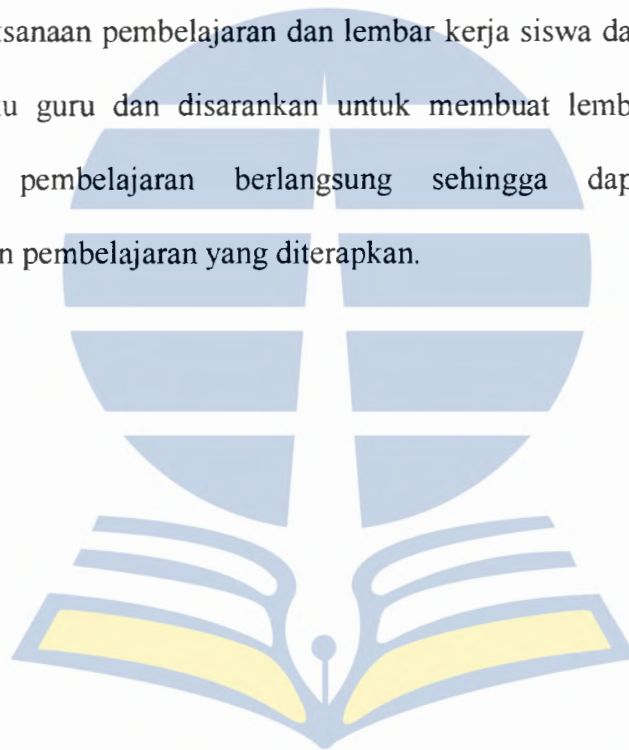 sanaan pembelajaran dan lembar kerja siswa da
u guru dan disarankan untuk membuat lemb
pembelajaran berlangsung sehingga dap
n pembelajaran yang diterapkan.